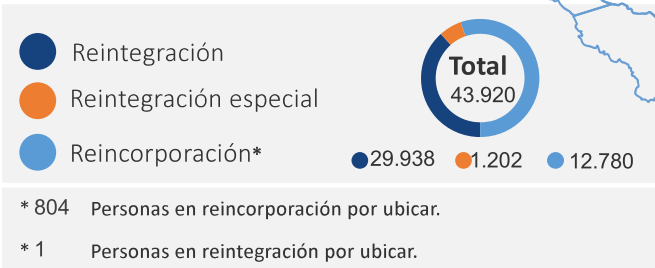 Reintegración
Reintegración especial
Reincorporación*
Total
43.920
29.938 1.202 12.780
* 804 Personas en reincorporación por ubicar.
* 1 Personas en reintegración por ubicar.